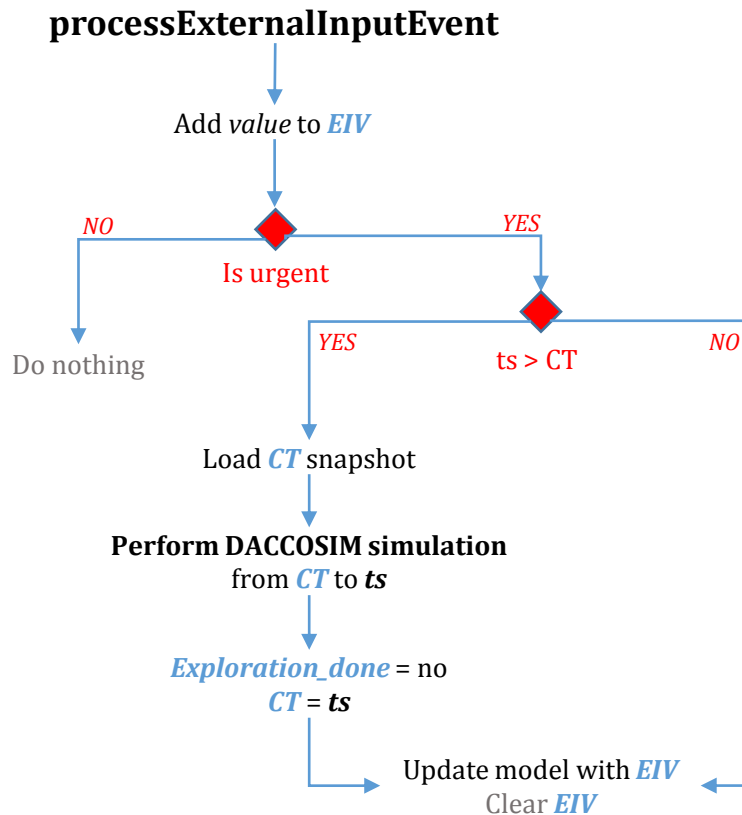 processExternalInputEvent
Add value to EIV
NO
YES
Is urgent
YES
NO
ts > CT
Do nothing
Load CT snapshot
Perform DACCOSIM simulation
from CT to ts
Exploration_done = no
CT = ts
Update model with EIV
Clear EIV